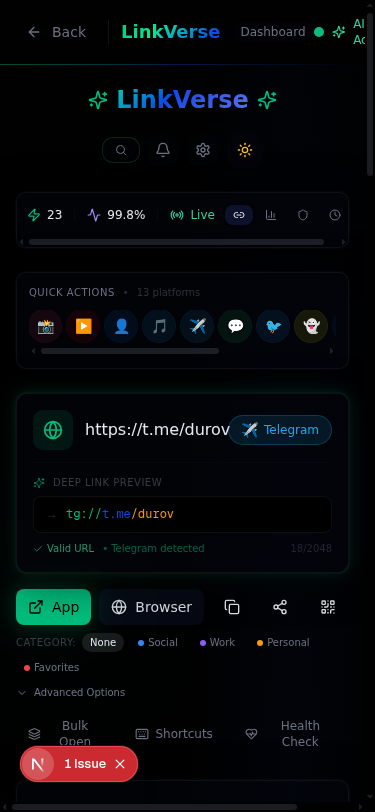 Back
LinkVerse
Dashboard
AI
LinkVerse
23
99.8%
Live
QUICK ACTIONS • 13 platforms
https://t.me/durov
Telegram
DEEP LINK PREVIEW
→ tg://t.me/durov
Valid URL • Telegram detected
18/2048
App
Browser
CATEGORY: None Social Work Personal
Favorites
Advanced Options
Bulk Open
Shortcuts
Health Check
N 1 Issue